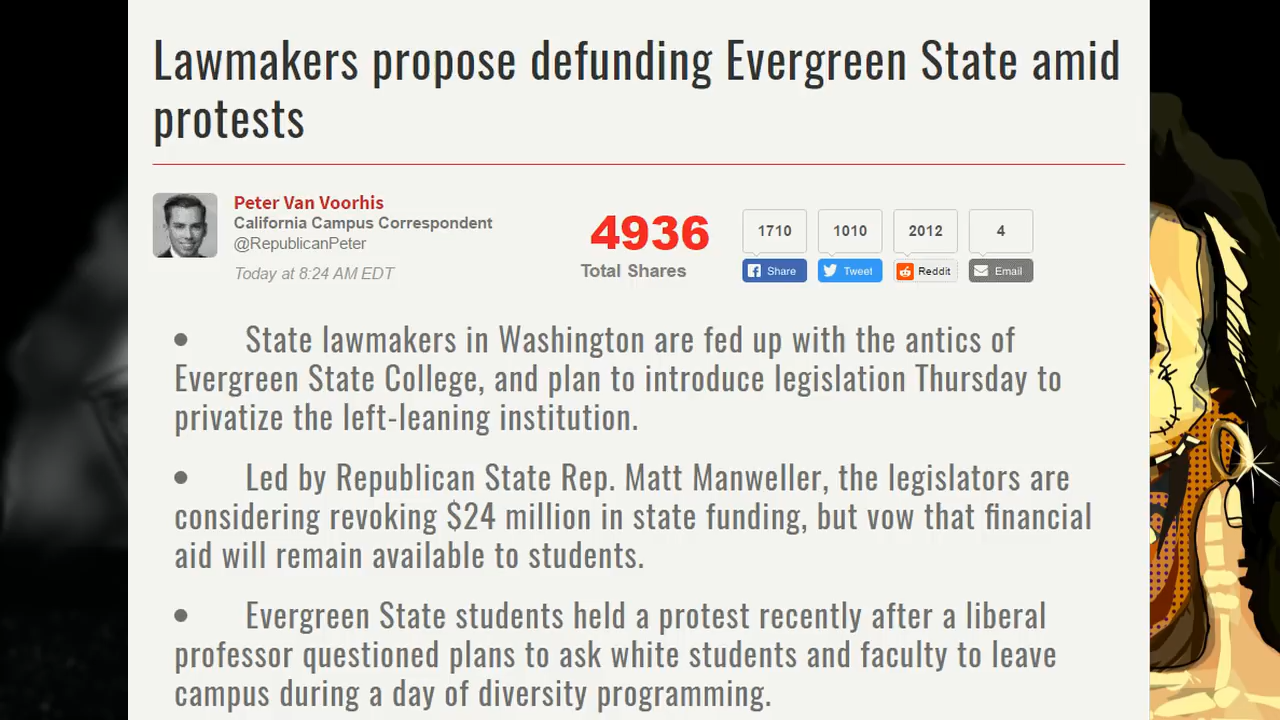 Lawmakers propose defunding Evergreen State amid
protests
Peter Van Voorhis
California Campus Correspondent
@RepublicanPeter
Today at 8:24 AM EDT
4936
Total Shares
1710 1010 2012 4
Share Tweet Reddit Email
• State lawmakers in Washington are fed up with the antics of
Evergreen State College, and plan to introduce legislation Thursday to
privatize the left-leaning institution.
• Led by Republican State Rep. Matt Manweller, the legislators are
considering revoking $24 million in state funding, but vow that financial
aid will remain available to students.
• Evergreen State students held a protest recently after a liberal
professor questioned plans to ask white students and faculty to leave
campus during a day of diversity programming.